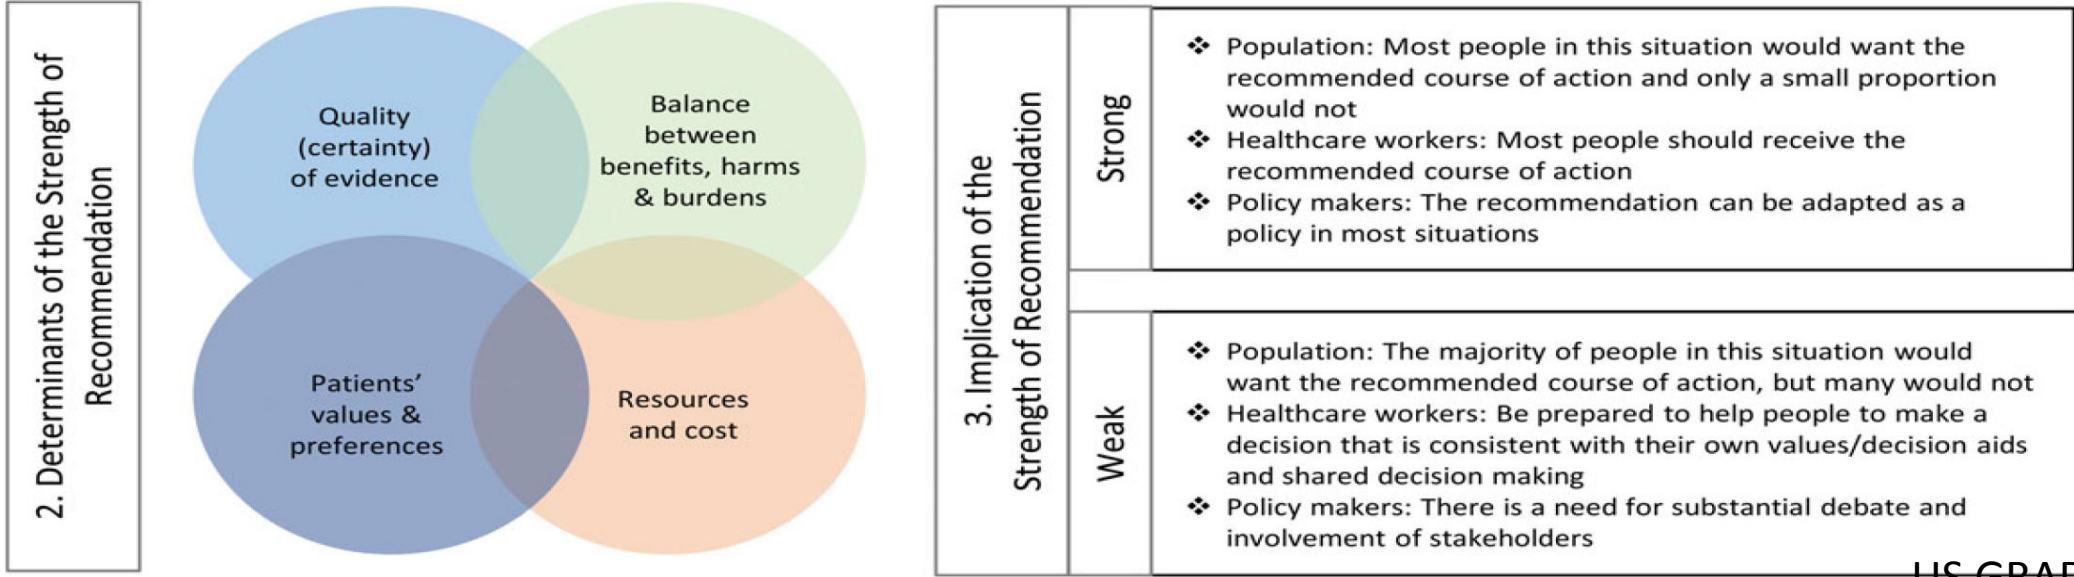 2. Determinants of the Strength of
Recommendation
Quality
(certainty)
of evidence
Balance
between
benefits, harms
& burdens
Patients’
values &
preferences
Resources
and cost
3. Implication of the
Strength of Recommendation
Strong
❖ Population: Most people in this situation would want the
recommended course of action and only a small proportion
would not
❖ Healthcare workers: Most people should receive the
recommended course of action
❖ Policy makers: The recommendation can be adapted as a
policy in most situations
Weak
❖ Population: The majority of people in this situation would
want the recommended course of action, but many would not
❖ Healthcare workers: Be prepared to help people to make a
decision that is consistent with their own values/decision aids
and shared decision making
❖ Policy makers: There is a need for substantial debate and
involvement of stakeholders